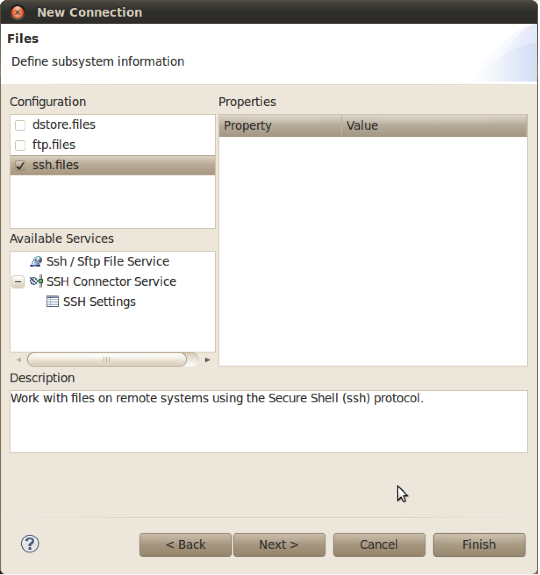 New Connection
Files
Define subsystem information
Configuration
Properties
dstore.files
ftp.files
ssh.files
Property Value
Available Services
Ssh / Sftp File Service
SSH Connector Service
SSH Settings
Description
Work with files on remote systems using the Secure Shell (ssh) protocol.
? < Back Next > Cancel Finish